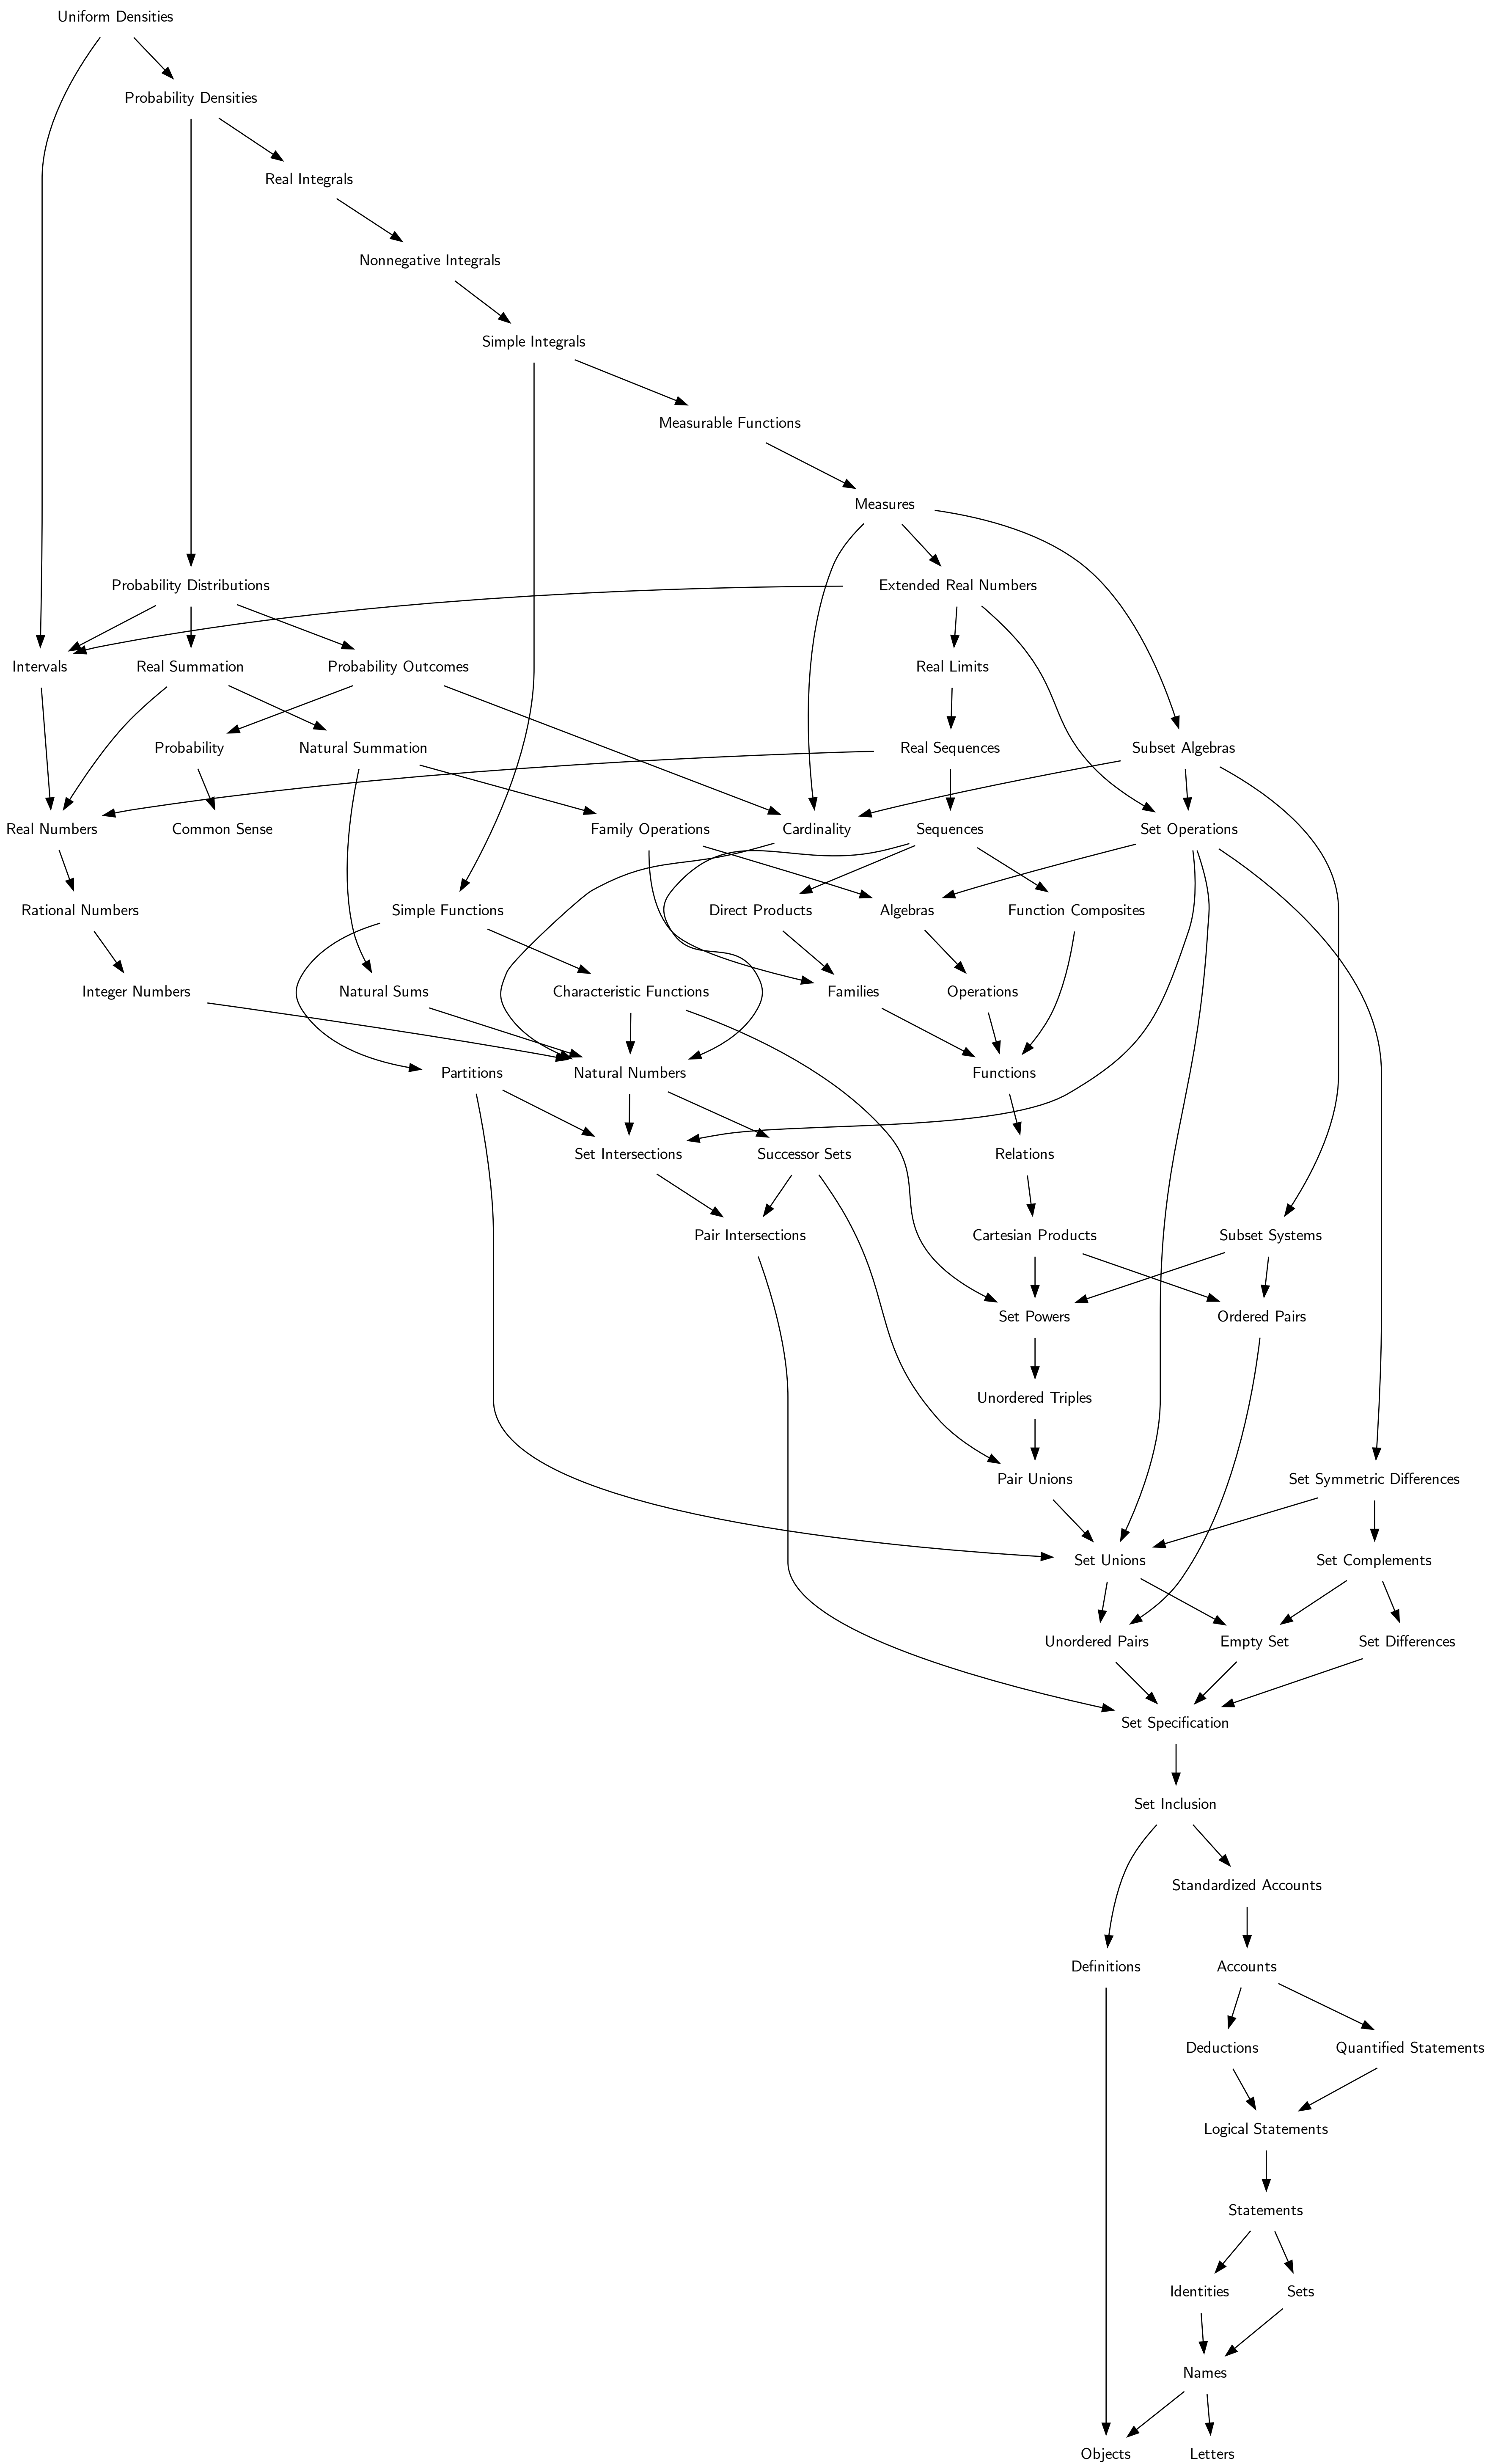 Uniform Densities
Probability Densities
Real Integrals
Nonnegative Integrals
Simple Integrals
Measurable Functions
Measures
Probability Distributions
Extended Real Numbers
Intervals
Real Summation
Probability Outcomes
Real Limits
Probability
Natural Summation
Real Sequences
Subset Algebras
Real Numbers
Common Sense
Family Operations
Cardinality
Sequences
Set Operations
Rational Numbers
Simple Functions
Direct Products
Algebras
Function Composites
Integer Numbers
Natural Sums
Characteristic Functions
Families
Operations
Partitions
Natural Numbers
Functions
Set Intersections
Successor Sets
Relations
Pair Intersections
Cartesian Products
Subset Systems
Set Powers
Ordered Pairs
Unordered Triples
Pair Unions
Set Symmetric Differences
Set Unions
Set Complements
Unordered Pairs
Empty Set
Set Differences
Set Specification
Set Inclusion
Standardized Accounts
Definitions
Accounts
Deductions
Quantified Statements
Logical Statements
Statements
Identities
Sets
Names
Objects
Letters